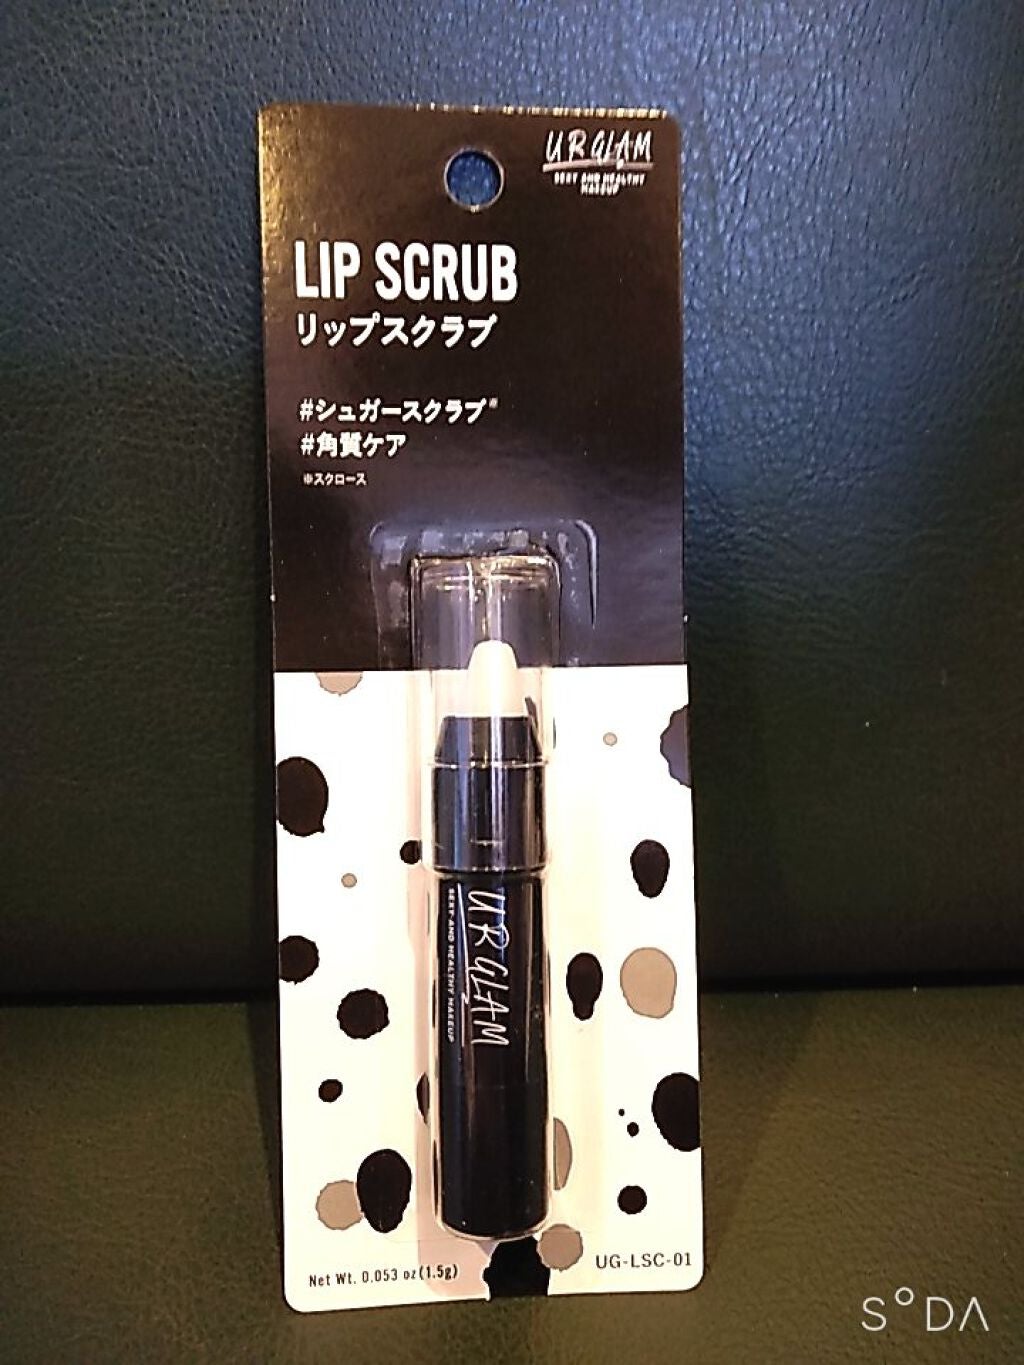 UR GLAM
SEXY AND HEALTHY
MAKEUP
LIP SCRUB
リップスクラブ
#シュガースクラブ※
#角質ケア
※スクロース
UR GLAM
SEXY AND HEALTHY MAKEUP
Net Wt. 0.053 oz(1.5g)
UG-LSC-01
SODA